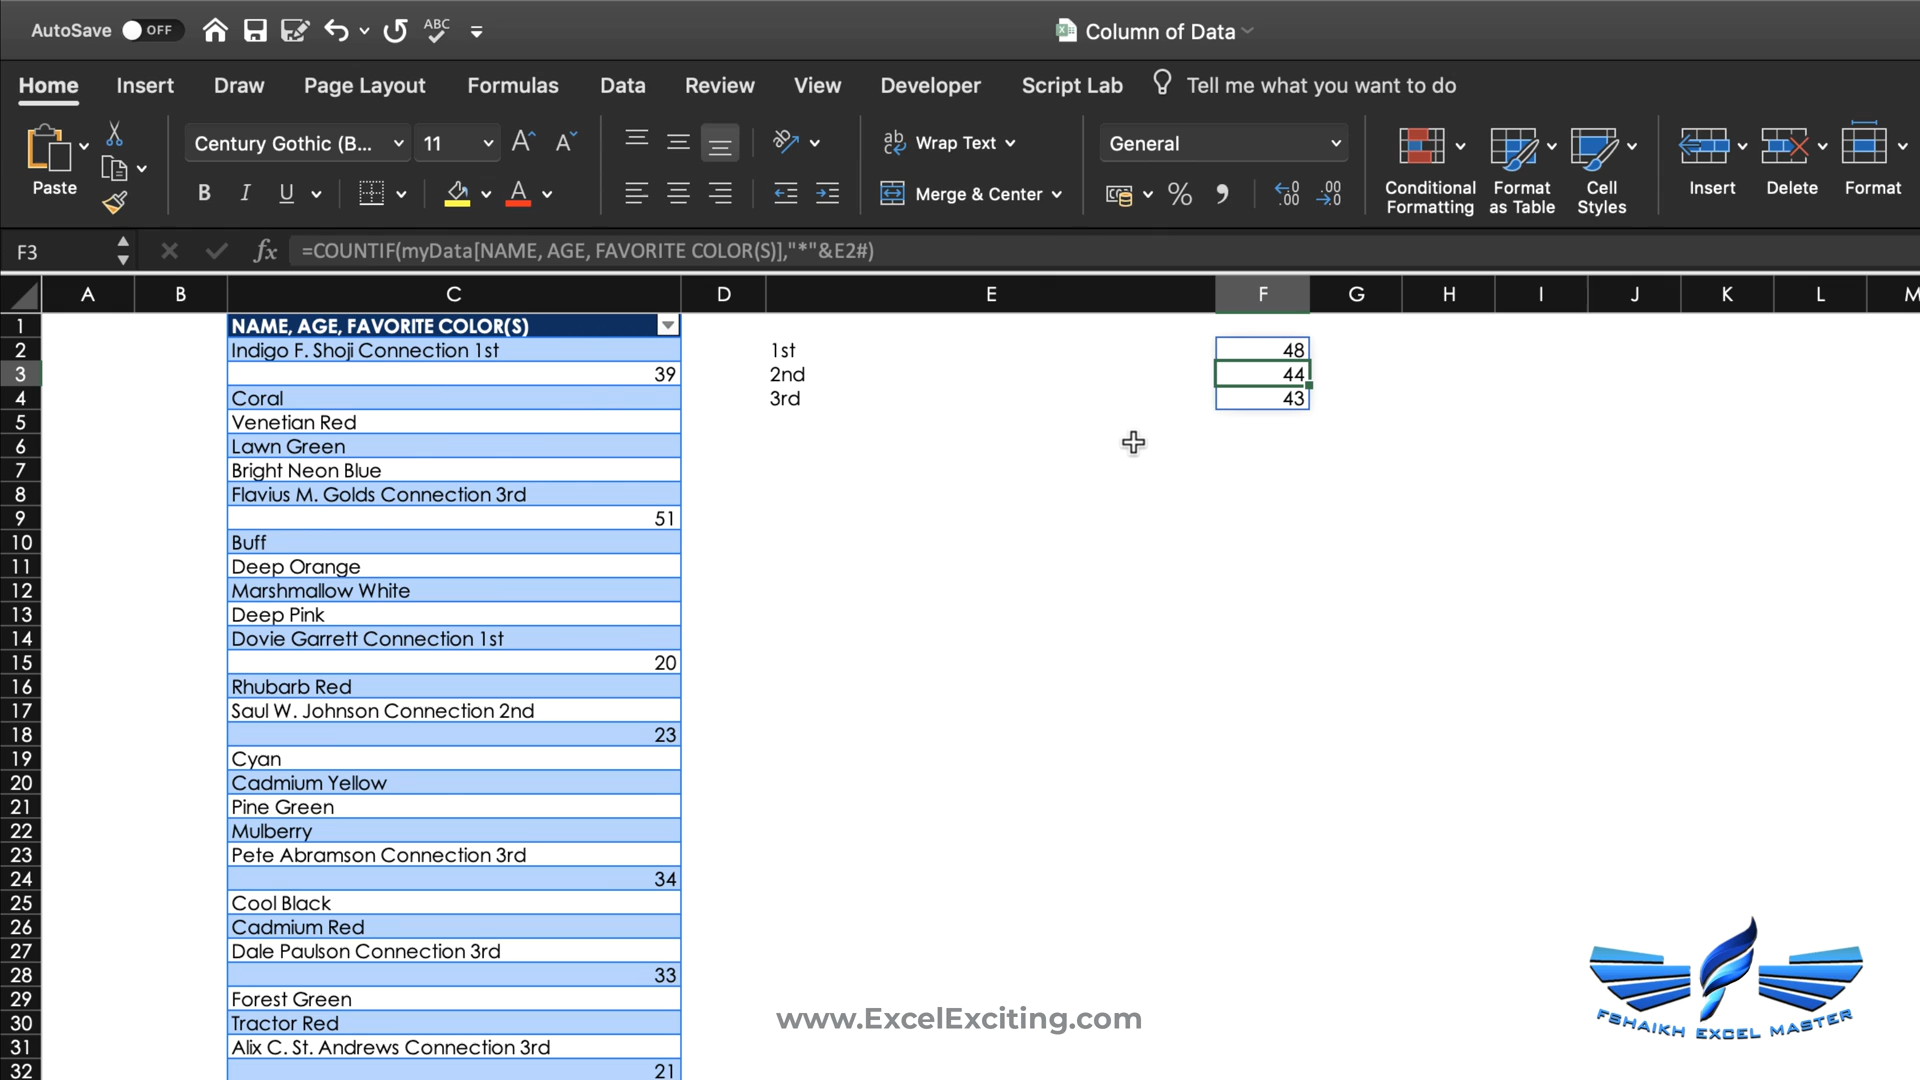 AutoSave OFF ABC Column of Data
Home Insert Draw Page Layout Formulas Data Review View Developer Script Lab Tell me what you want to do
Paste Century Gothic (B... 11 A A ab Wrap Text General Conditional Formatting Format as Table Cell Styles Insert Delete Format
B I U A Merge & Center % , .00 .00
F3 fx =COUNTIF(myData[NAME, AGE, FAVORITE COLOR(S)],"*"&E2#)
A B C D E F G H I J K L M
1 NAME, AGE, FAVORITE COLOR(S)
2 Indigo F. Shoji Connection 1st 1st 48
3 39 2nd 44
4 Coral 3rd 43
5 Venetian Red
6 Lawn Green
7 Bright Neon Blue
8 Flavius M. Golds Connection 3rd
9 51
10 Buff
11 Deep Orange
12 Marshmallow White
13 Deep Pink
14 Dovie Garrett Connection 1st
15 20
16 Rhubarb Red
17 Saul W. Johnson Connection 2nd
18 23
19 Cyan
20 Cadmium Yellow
21 Pine Green
22 Mulberry
23 Pete Abramson Connection 3rd
24 34
25 Cool Black
26 Cadmium Red
27 Dale Paulson Connection 3rd
28 33
29 Forest Green
30 Tractor Red
31 Alix C. St. Andrews Connection 3rd
32 21
www.ExcelExciting.com
FSHAIKH EXCEL MASTER